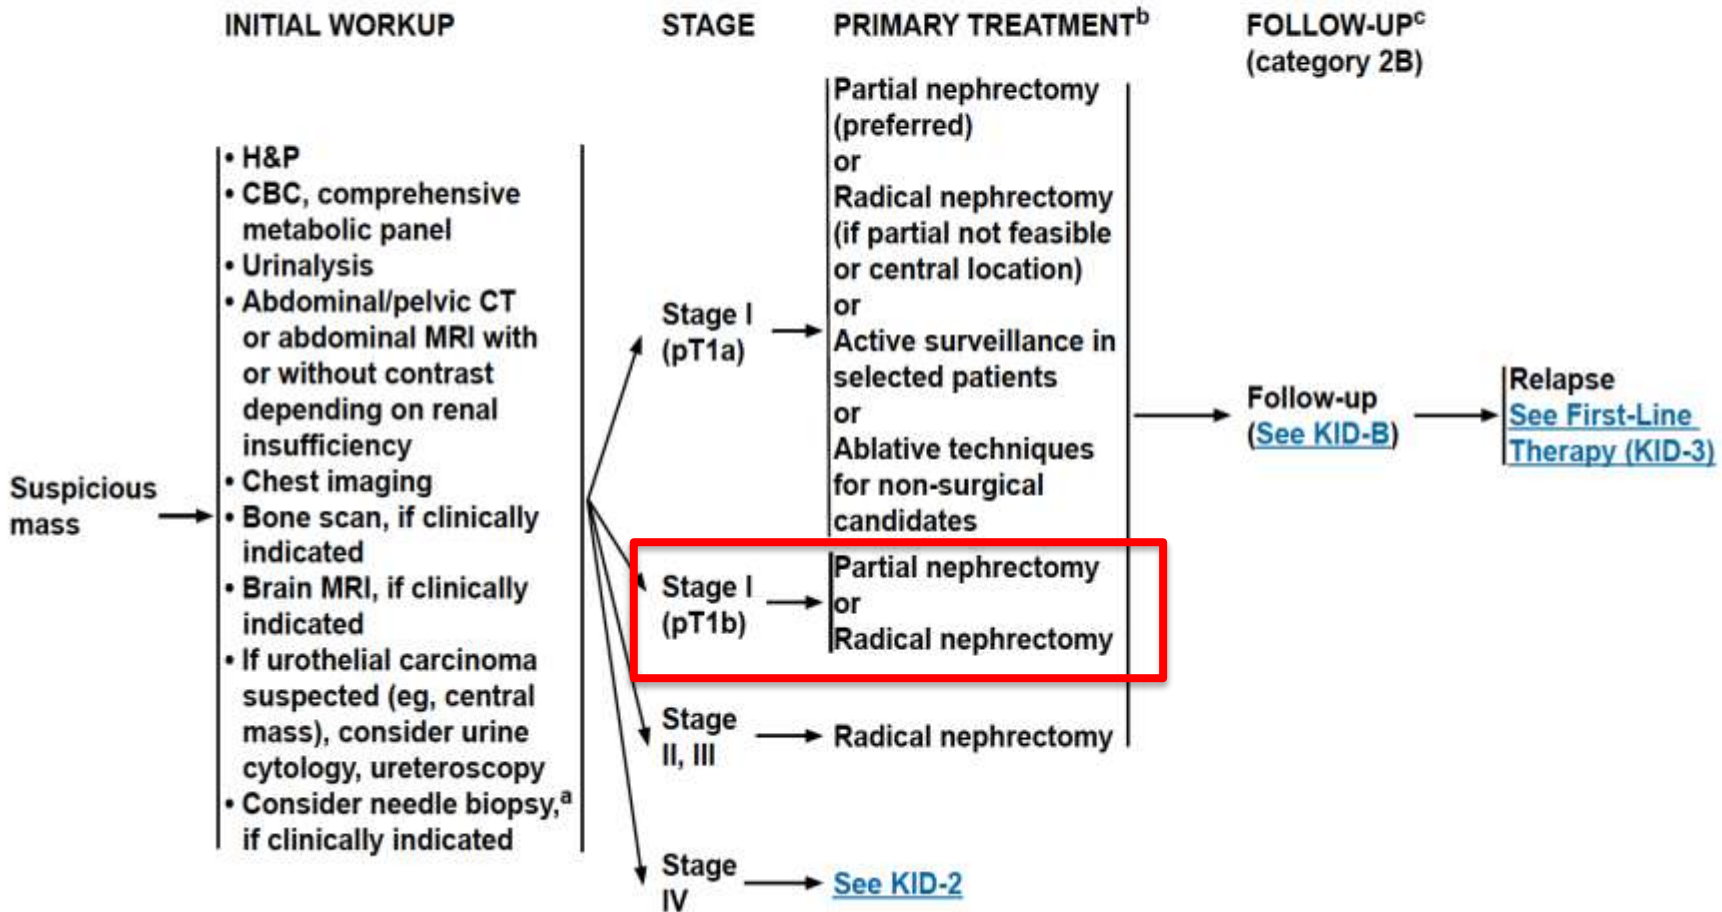 INITIAL WORKUP
STAGE
PRIMARY TREATMENTᵇ
FOLLOW-UPᶜ
(category 2B)
Suspicious
mass
• H&P
• CBC, comprehensive
metabolic panel
• Urinalysis
• Abdominal/pelvic CT
or abdominal MRI with
or without contrast
depending on renal
insufficiency
• Chest imaging
• Bone scan, if clinically
indicated
• Brain MRI, if clinically
indicated
• If urothelial carcinoma
suspected (eg, central
mass), consider urine
cytology, ureteroscopy
• Consider needle biopsy,ᵃ
if clinically indicated
Stage I
(pT1a)
Partial nephrectomy
(preferred)
or
Radical nephrectomy
(if partial not feasible
or central location)
or
Active surveillance in
selected patients
or
Ablative techniques
for non-surgical
candidates
Stage I
(pT1b)
Partial nephrectomy
or
Radical nephrectomy
Stage
II, III
Radical nephrectomy
Stage
IV
See KID-2
Follow-up
(See KID-B)
Relapse
See First-Line
Therapy (KID-3)